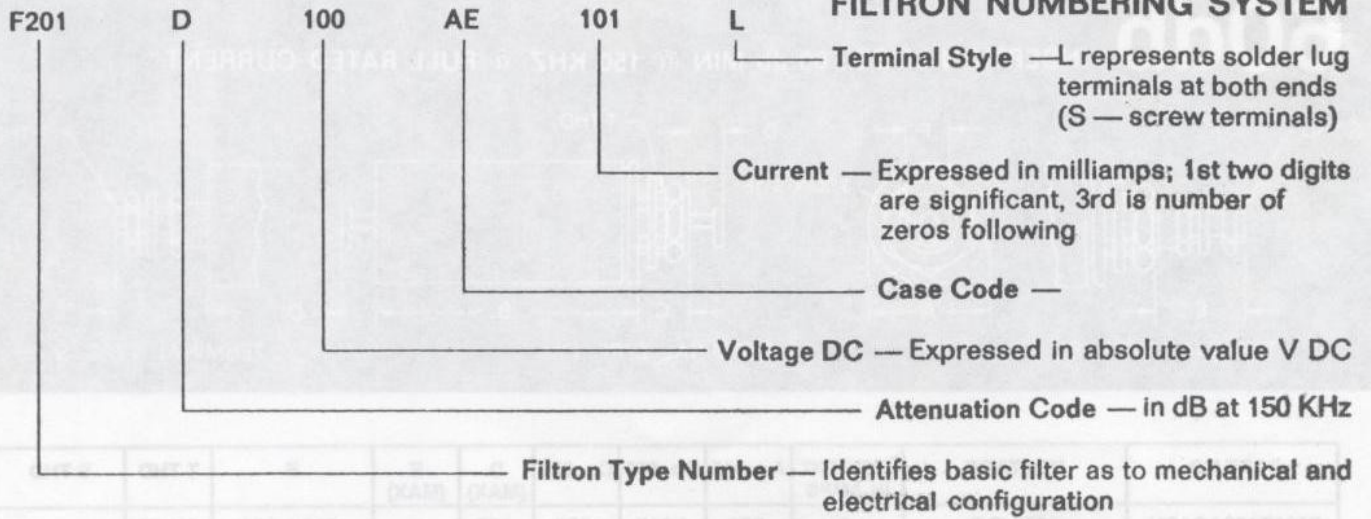 FILTRON NUMBERING SYSTEM
F201 D 100 AE 101 L
Terminal Style — L represents solder lug
terminals at both ends
(S — screw terminals)
Current — Expressed in milliamps; 1st two digits
are significant, 3rd is number of
zeros following
Case Code —
Voltage DC — Expressed in absolute value V DC
Attenuation Code — in dB at 150 KHz
Filtron Type Number — Identifies basic filter as to mechanical and
electrical configuration